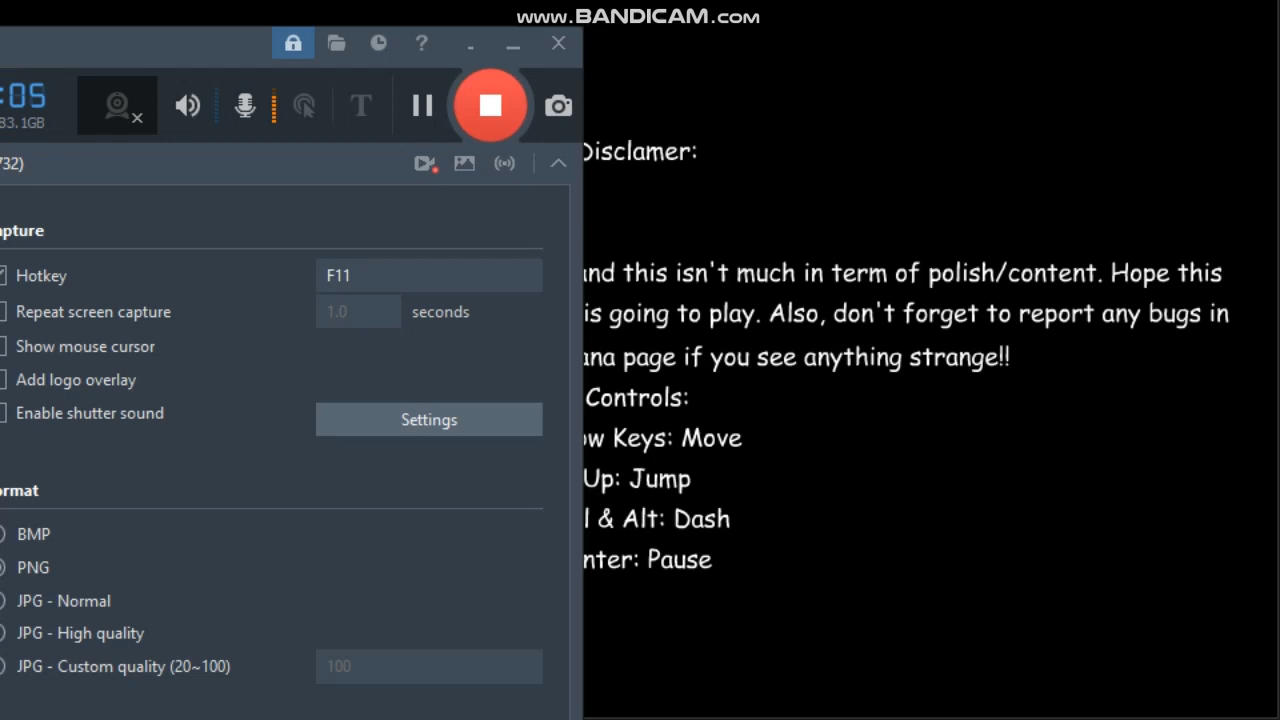 www.BANDICAM.com
?
:05
83.1GB
T
732)
apture
Hotkey
F11
Repeat screen capture
1.0
seconds
Show mouse cursor
Add logo overlay
Enable shutter sound
Settings
ormat
BMP
PNG
JPG - Normal
JPG - High quality
JPG - Custom quality (20~100)
100
Disclamer:
and this isn't much in term of polish/content. Hope this
is going to play. Also, don't forget to report any bugs in
ana page if you see anything strange!!
Controls:
ow Keys: Move
Up: Jump
l & Alt: Dash
nter: Pause